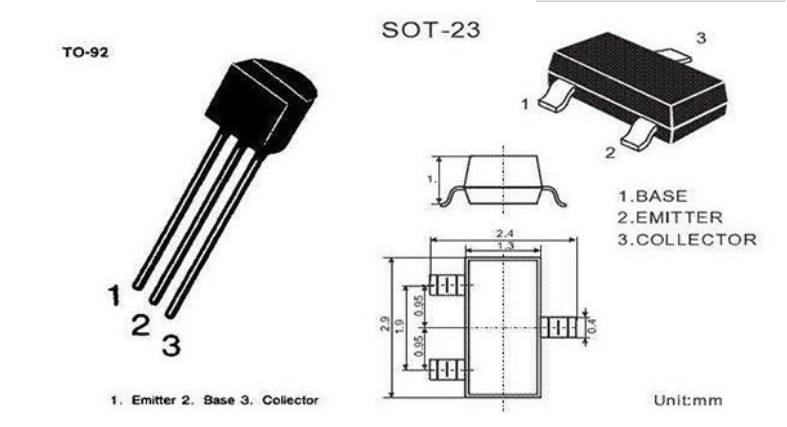 TO-92
1
2
3
1. Emitter 2. Base 3. Collector
SOT-23
3
1
2
1.BASE
2.EMITTER
3.COLLECTOR
1.
2.4
1.3
2.9
1.9
0.95
0.95
0.4
Unit:mm